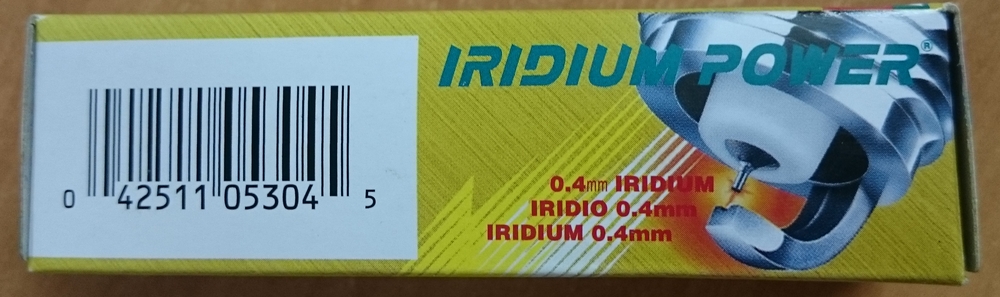 IRIDIUM POWER®
0.4mm IRIDIUM
IRIDIO 0.4mm
IRIDIUM 0.4mm
0 42511 05304 5